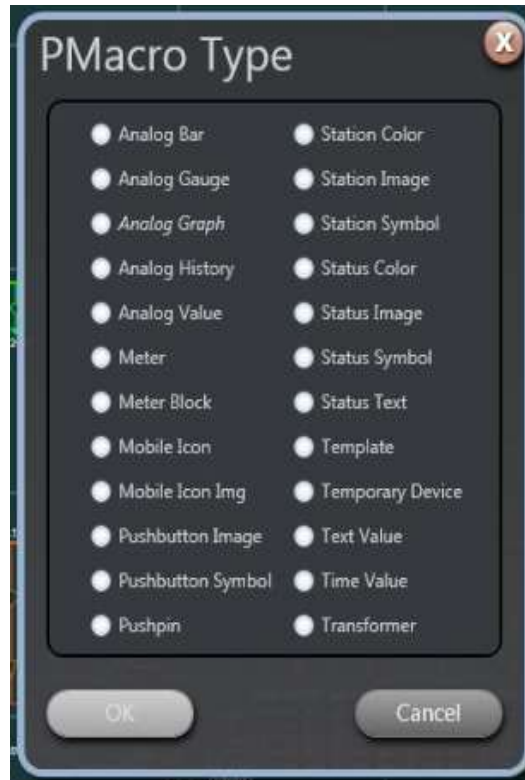 PMacro Type
X
Analog Bar
Station Color
Analog Gauge
Station Image
Analog Graph
Station Symbol
Analog History
Status Color
Analog Value
Status Image
Meter
Status Symbol
Meter Block
Status Text
Mobile Icon
Template
Mobile Icon Img
Temporary Device
Pushbutton Image
Text Value
Pushbutton Symbol
Time Value
Pushpin
Transformer
OK
Cancel